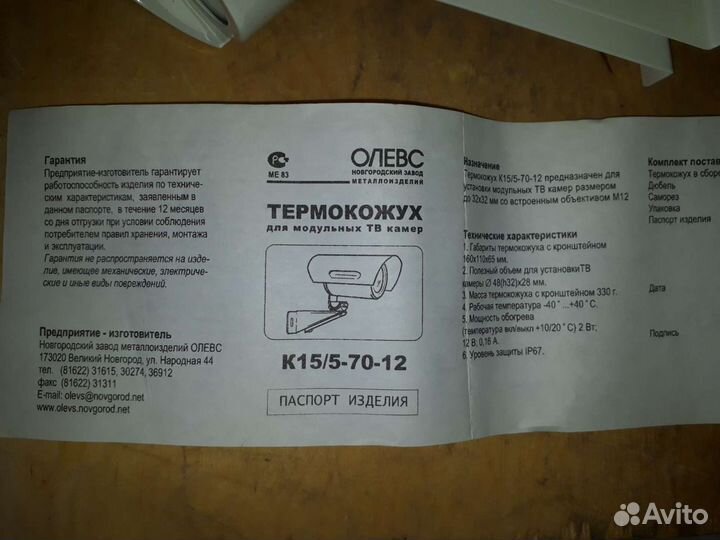 Гарантия
Предприятие-изготовитель гарантирует
работоспособность изделия по техничес-
ким характеристикам, заявленным в
данном паспорте, в течение 12 месяцев
со дня отгрузки при условии соблюдения
потребителем правил хранения, монтажа
и эксплуатации.
Гарантия не распространяется на изде-
лие, имеющее механические, электриче-
ские и иные виды повреждений.
Предприятие - изготовитель
Новгородский завод металлоизделий ОЛЕВС
173020 Великий Новгород, ул. Народная 44
тел. (81622) 31615, 30274, 36912
факс (81622) 31311
E-mail: olevs@novgorod.net
www.olevs.novgorod.net
РС
МЕ 83
ОЛЕВС
НОВГОРОДСКИЙ ЗАВОД
МЕТАЛЛОИЗДЕЛИЙ
ТЕРМОКОЖУХ
для модульных ТВ камер
К15/5-70-12
ПАСПОРТ ИЗДЕЛИЯ
Назначение
Термокожух К15/5-70-12 предназначен для
установки модульных ТВ камер размером
до 32х32 мм со встроенным объективом М12
Технические характеристики
1. Габариты термокожуха с кронштейном
160х110х65 мм.
2. Полезный объем для установкиТВ
камеры Ø 48(h32)х28 мм.
3. Масса термокожуха с кронштейном 330 г.
4. Рабочая температура -40 ° ...+40 ° С.
5. Мощность обогрева
(температура вкл/выкл +10/20 ° С) 2 Вт;
12 В; 0,16 А.
6. Уровень защиты IP67.
Комплект постав
Термокожух в сборе
Дюбель
Саморез
Упаковка
Паспорт изделия
Дата
Подпись
Avito